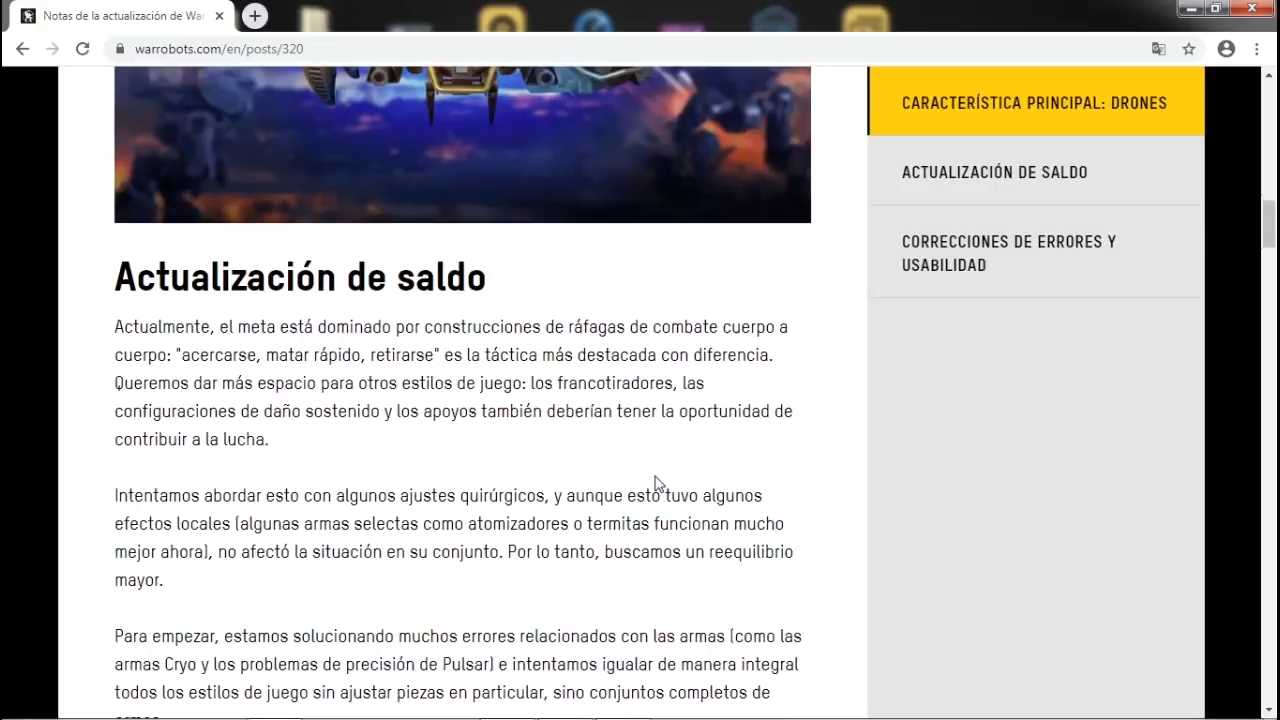 Notas de la actualización de War
warrobots.com/en/posts/320
CARACTERÍSTICA PRINCIPAL: DRONES
ACTUALIZACIÓN DE SALDO
CORRECCIONES DE ERRORES Y
USABILIDAD
Actualización de saldo
Actualmente, el meta está dominado por construcciones de ráfagas de combate cuerpo a
cuerpo: "acercarse, matar rápido, retirarse" es la táctica más destacada con diferencia.
Queremos dar más espacio para otros estilos de juego: los francotiradores, las
configuraciones de daño sostenido y los apoyos también deberían tener la oportunidad de
contribuir a la lucha.
Intentamos abordar esto con algunos ajustes quirúrgicos, y aunque esto tuvo algunos
efectos locales (algunas armas selectas como atomizadores o termitas funcionan mucho
mejor ahora), no afectó la situación en su conjunto. Por lo tanto, buscamos un reequilibrio
mayor.
Para empezar, estamos solucionando muchos errores relacionados con las armas (como las
armas Cryo y los problemas de precisión de Pulsar) e intentamos igualar de manera integral
todos los estilos de juego sin ajustar piezas en particular, sino conjuntos completos de